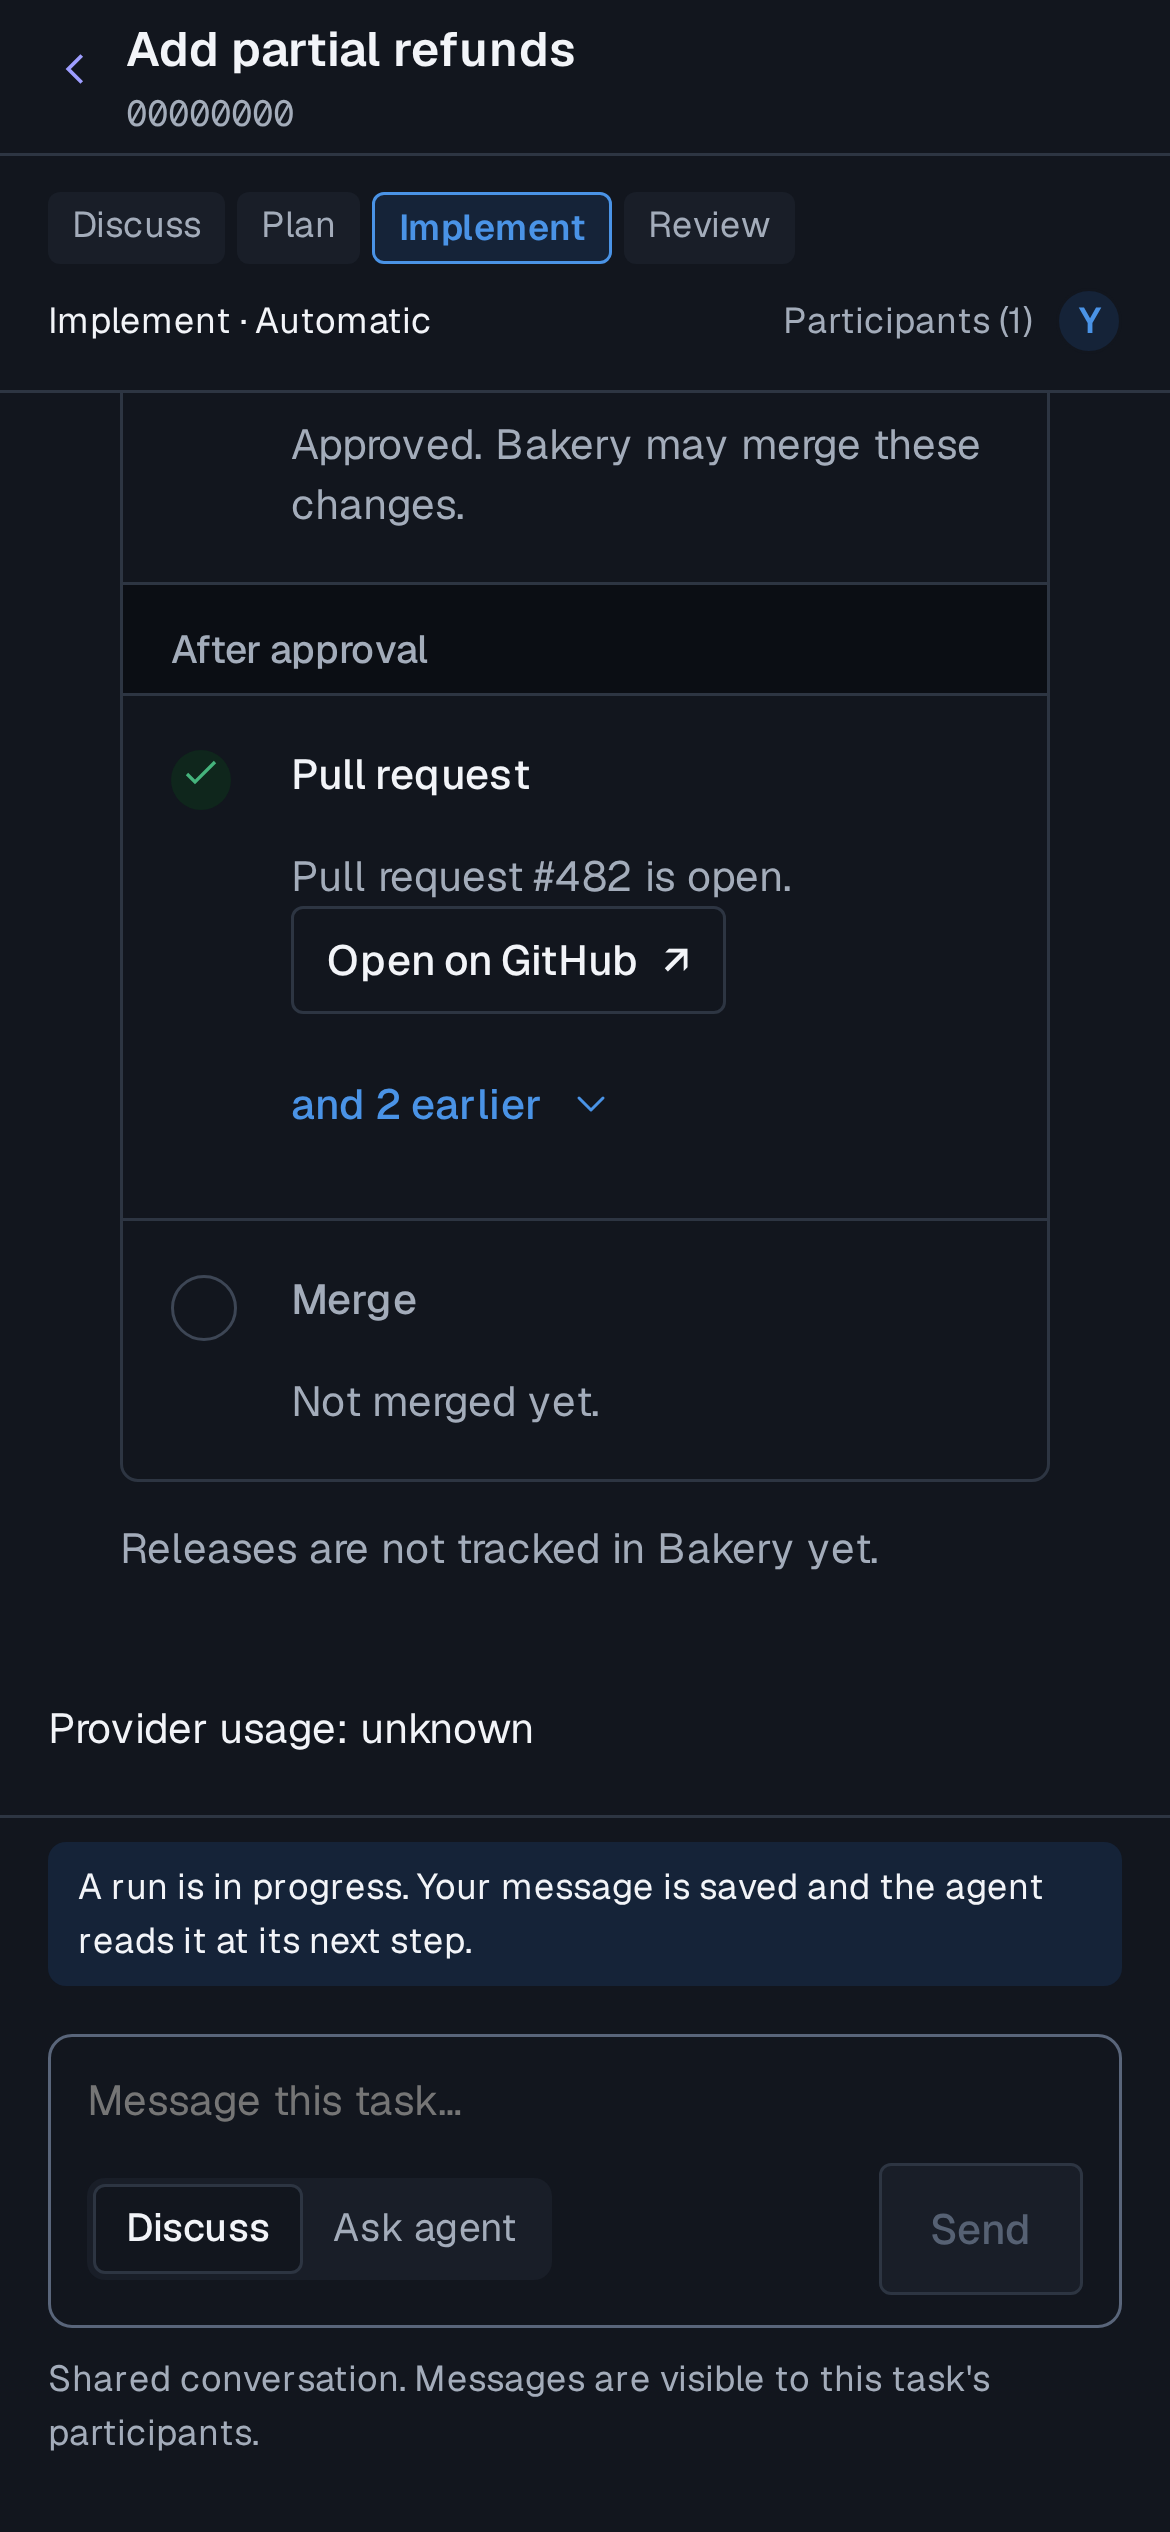 Add partial refunds
00000000
Discuss
Plan
Implement
Review
Implement · Automatic
Participants (1)
Y
Approved. Bakery may merge these
changes.
After approval
Pull request
Pull request #482 is open.
Open on GitHub
and 2 earlier
Merge
Not merged yet.
Releases are not tracked in Bakery yet.
Provider usage: unknown
A run is in progress. Your message is saved and the agent
reads it at its next step.
Message this task…
Discuss
Ask agent
Send
Shared conversation. Messages are visible to this task's
participants.